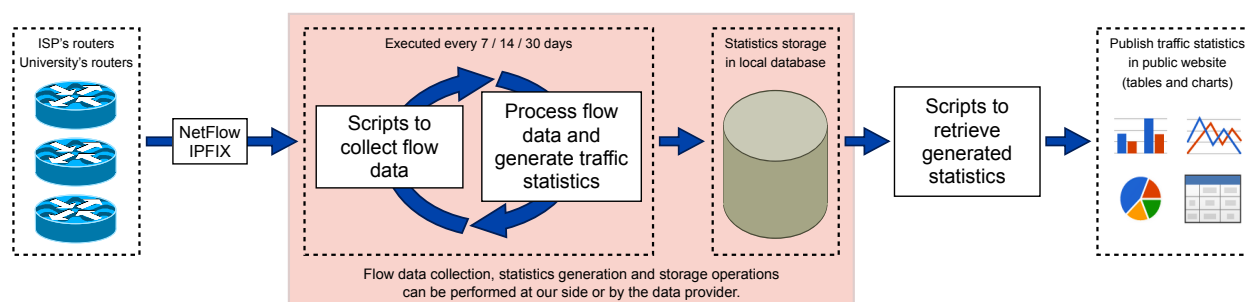 ISP's routers
University's routers
NetFlow
IPFIX
Executed every 7 / 14 / 30 days
Scripts to
collect flow
data
Process flow
data and
generate traffic
statistics
Statistics storage
in local database
Flow data collection, statistics generation and storage operations
can be performed at our side or by the data provider.
Scripts to
retrieve
generated
statistics
Publish traffic statistics
in public website
(tables and charts)